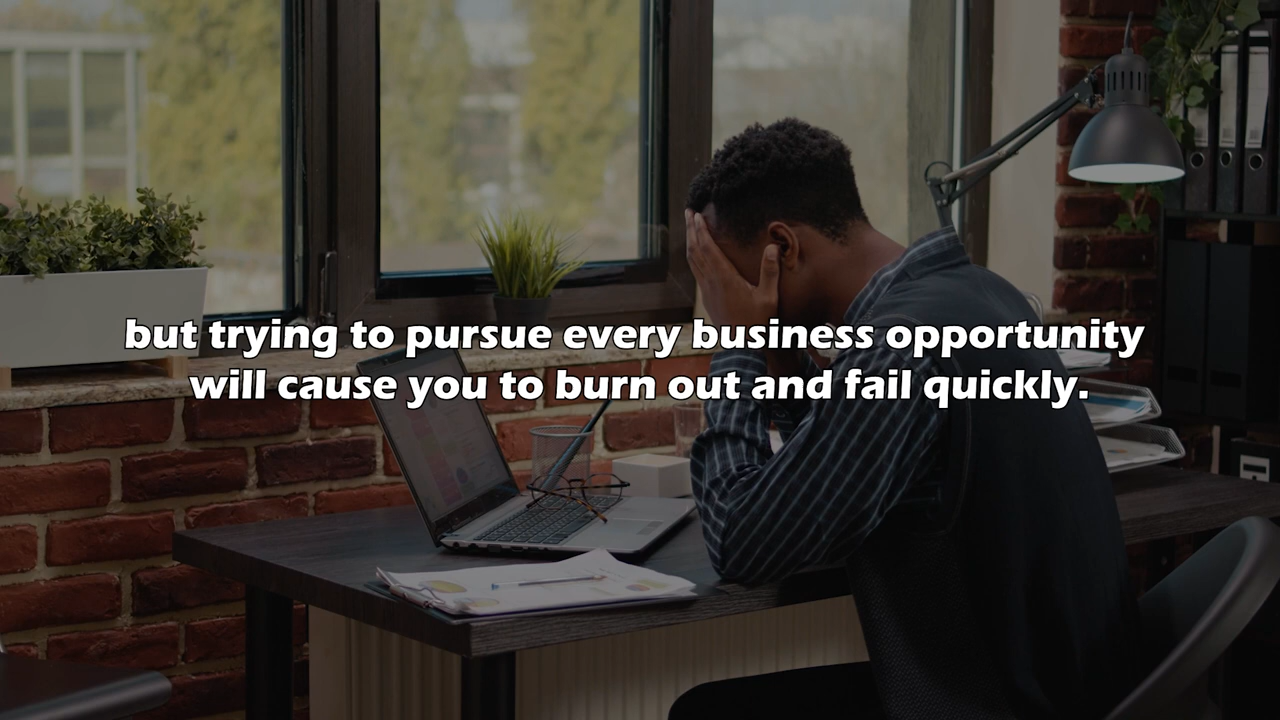 but trying to pursue every business opportunity
will cause you to burn out and fail quickly.